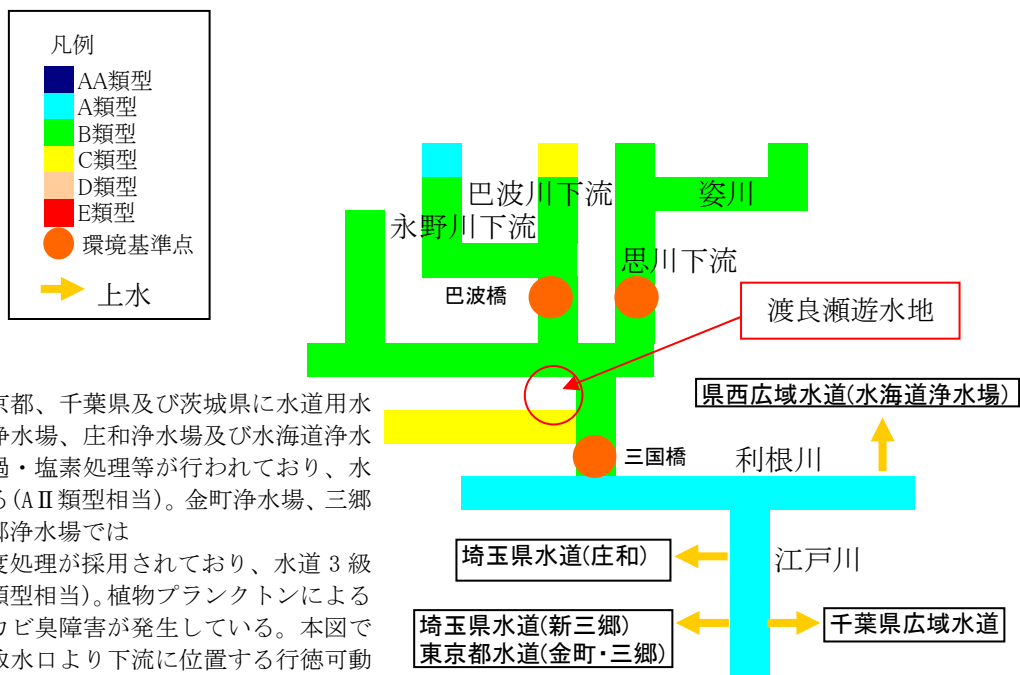 凡例
AA類型
A類型
B類型
C類型
D類型
E類型
環境基準点
上水
巴波川下流
姿川
永野川下流
思川下流
巴波橋
渡良瀬遊水地
県西広域水道(水海道浄水場)
三国橋
利根川
京都、千葉県及び茨城県に水道用水
浄水場、庄和浄水場及び水海道浄水
過・塩素処理等が行われており、水
る(AⅡ類型相当)。金町浄水場、三郷
郷浄水場では
度処理が採用されており、水道 3 級
類型相当)。植物プランクトンによる
カビ臭障害が発生している。本図で
取水口より下流に位置する行徳可動
埼玉県水道(庄和)
江戸川
埼玉県水道(新三郷)
東京都水道(金町・三郷)
千葉県広域水道